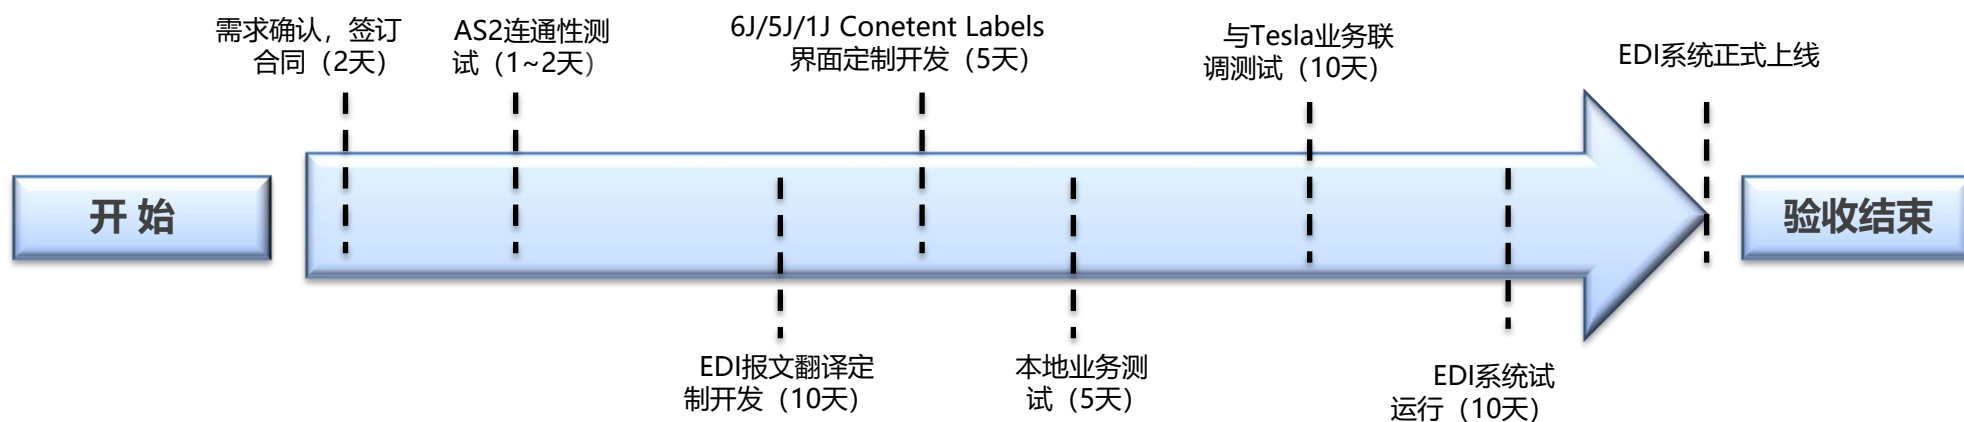 开 始
需求确认，签订
合同（2天）
AS2连通性测
试（1~2天）
EDI报文翻译定
制开发（10天）
6J/5J/1J Conetent Labels
界面定制开发（5天）
本地业务测
试（5天）
与Tesla业务联
调测试（10天）
EDI系统试
运行（10天）
EDI系统正式上线
验收结束